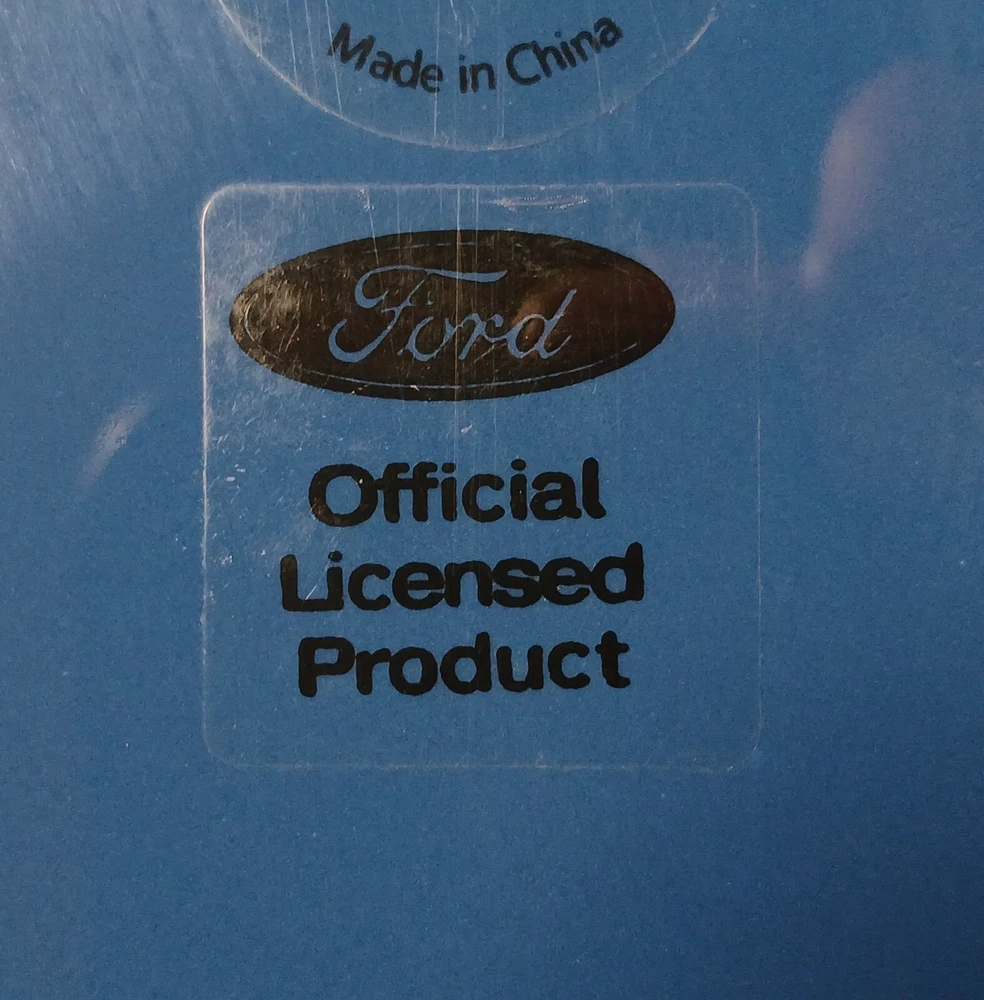 Made in China
Ford
Official
Licensed
Product